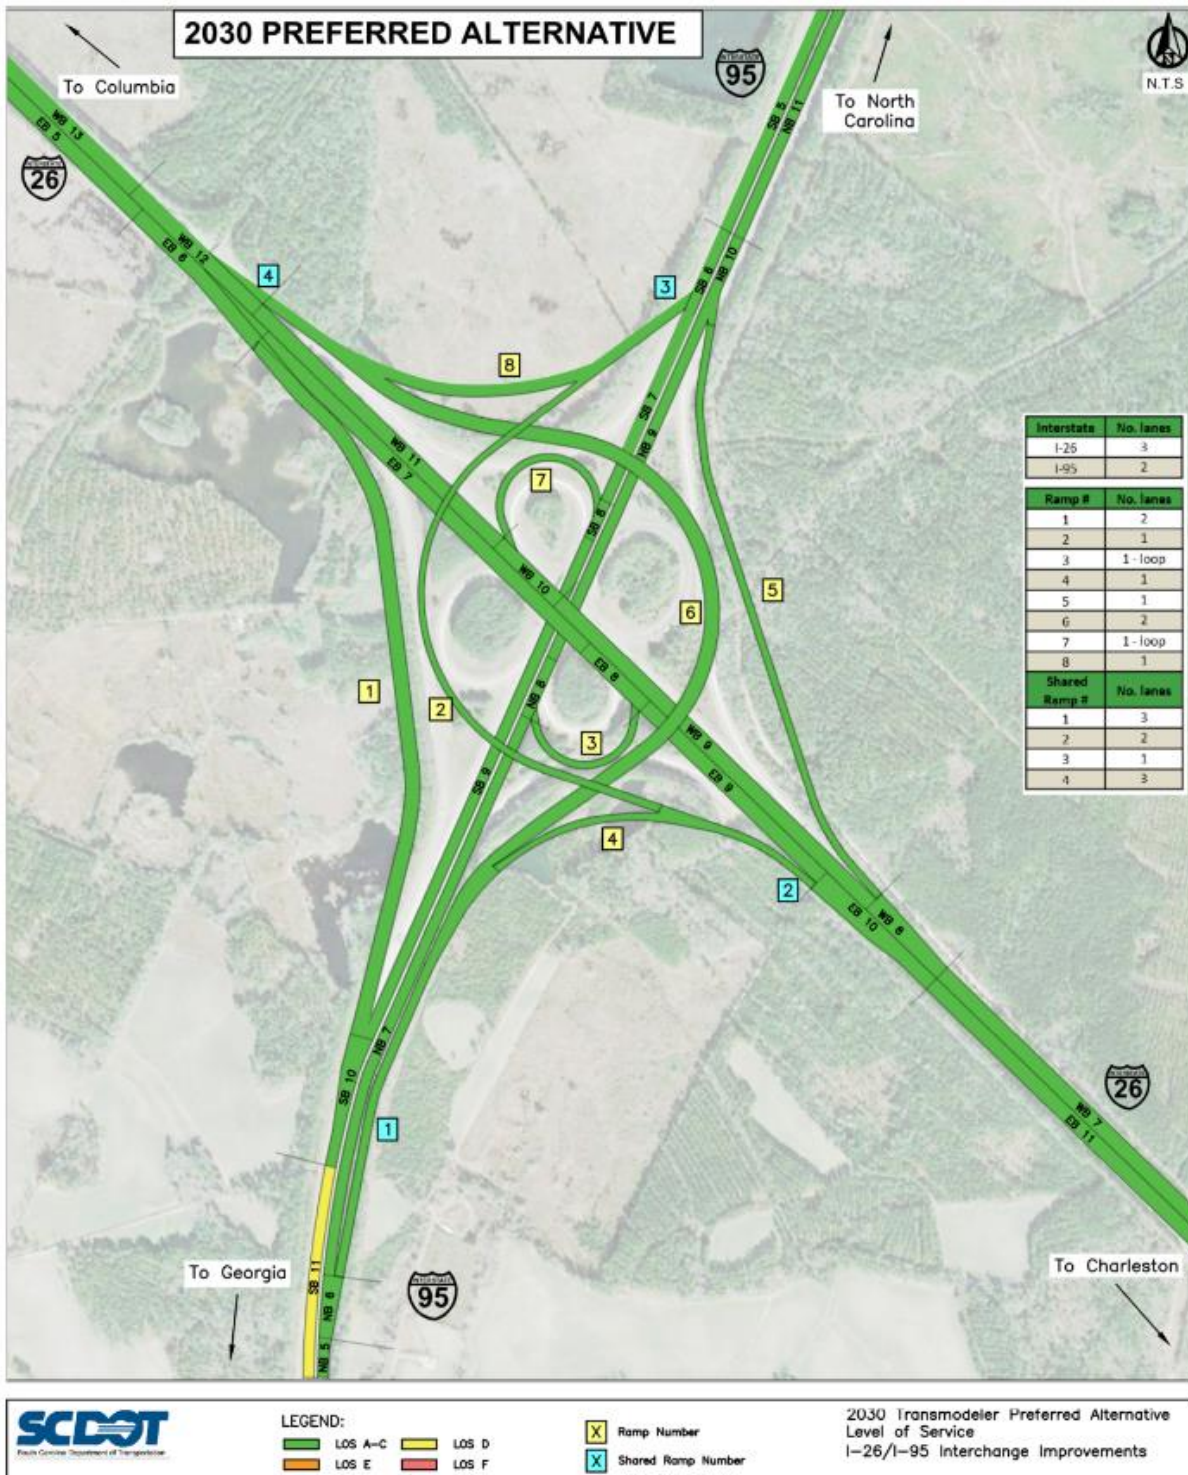 2030 PREFERRED ALTERNATIVE
To Columbia
INTERSTATE
95
To North
Carolina
N.T.S
WB 13
EB 5
SB 5
NB 11
26
WB 12
EB 6
4
3
SB 6
NB 10
8
SB 7
NB 9
WB 11
EB 7
7
SB 8
WB 10
5
6
EB 8
NB 8
1
2
3
WB 9
EB 9
SB 9
4
2
WB 8
EB 10
Interstate No. lanes
I-26 3
I-95 2
Ramp # No. lanes
1 2
2 1
3 1 - loop
4 1
5 1
6 2
7 1 - loop
8 1
Shared
Ramp # No. lanes
1 3
2 2
3 1
4 3
NB 7
SB 10
1
26
WB 7
EB 11
To Georgia
SB 11
NB 6
NB 5
95
To Charleston
SCDOT
South Carolina Department of Transportation
LEGEND:
LOS A-C LOS D
LOS E LOS F
X Ramp Number
X Shared Ramp Number
2030 Transmodeler Preferred Alternative
Level of Service
I-26/I-95 Interchange Improvements